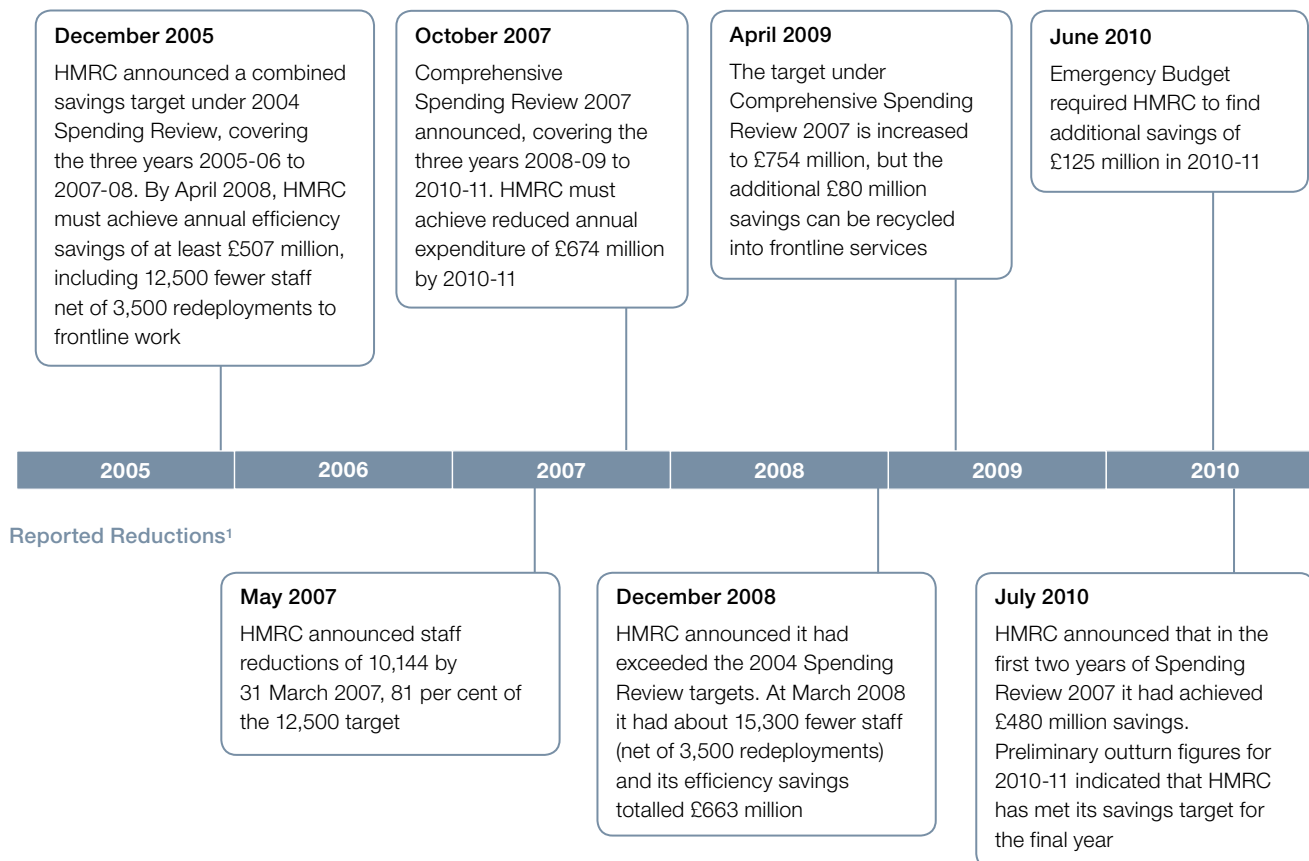 December 2005
HMRC announced a combined
savings target under 2004
Spending Review, covering
the three years 2005-06 to
2007-08. By April 2008, HMRC
must achieve annual efficiency
savings of at least £507 million,
including 12,500 fewer staff
net of 3,500 redeployments to
frontline work
October 2007
Comprehensive
Spending Review 2007
announced, covering the
three years 2008-09 to
2010-11. HMRC must
achieve reduced annual
expenditure of £674 million
by 2010-11
April 2009
The target under
Comprehensive Spending
Review 2007 is increased
to £754 million, but the
additional £80 million
savings can be recycled
into frontline services
June 2010
Emergency Budget
required HMRC to find
additional savings of
£125 million in 2010-11
2005 2006 2007 2008 2009 2010
Reported Reductions¹
May 2007
HMRC announced staff
reductions of 10,144 by
31 March 2007, 81 per cent of
the 12,500 target
December 2008
HMRC announced it had
exceeded the 2004 Spending
Review targets. At March 2008
it had about 15,300 fewer staff
(net of 3,500 redeployments)
and its efficiency savings
totalled £663 million
July 2010
HMRC announced that in the
first two years of Spending
Review 2007 it had achieved
£480 million savings.
Preliminary outturn figures for
2010-11 indicated that HMRC
has met its savings target for
the final year